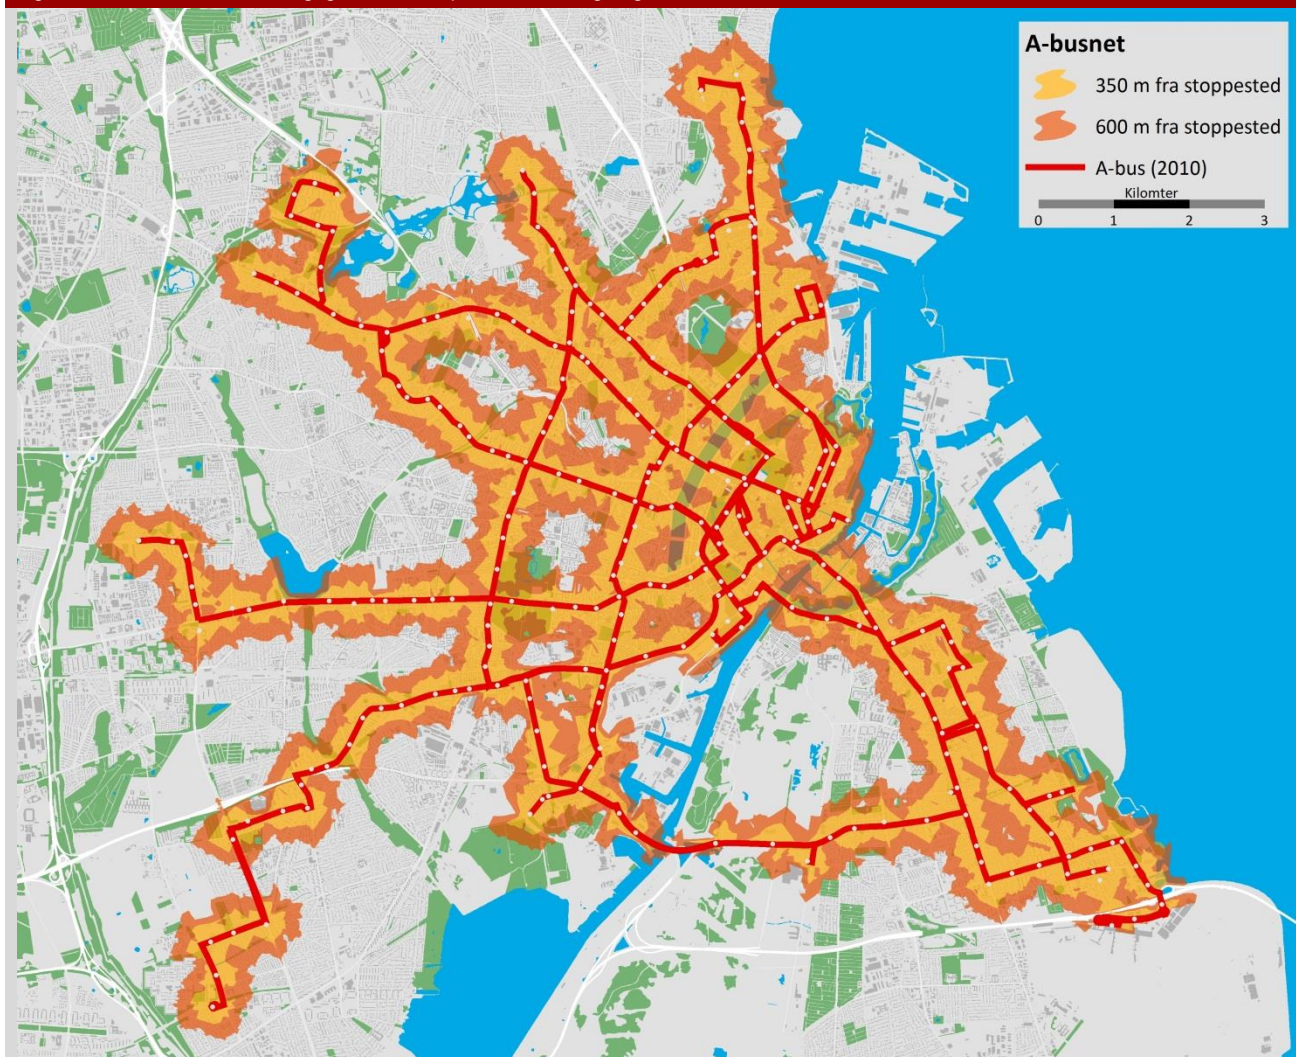 A-busnet
350 m fra stoppested
600 m fra stoppested
A-bus (2010)
Kilomter
0 1 2 3